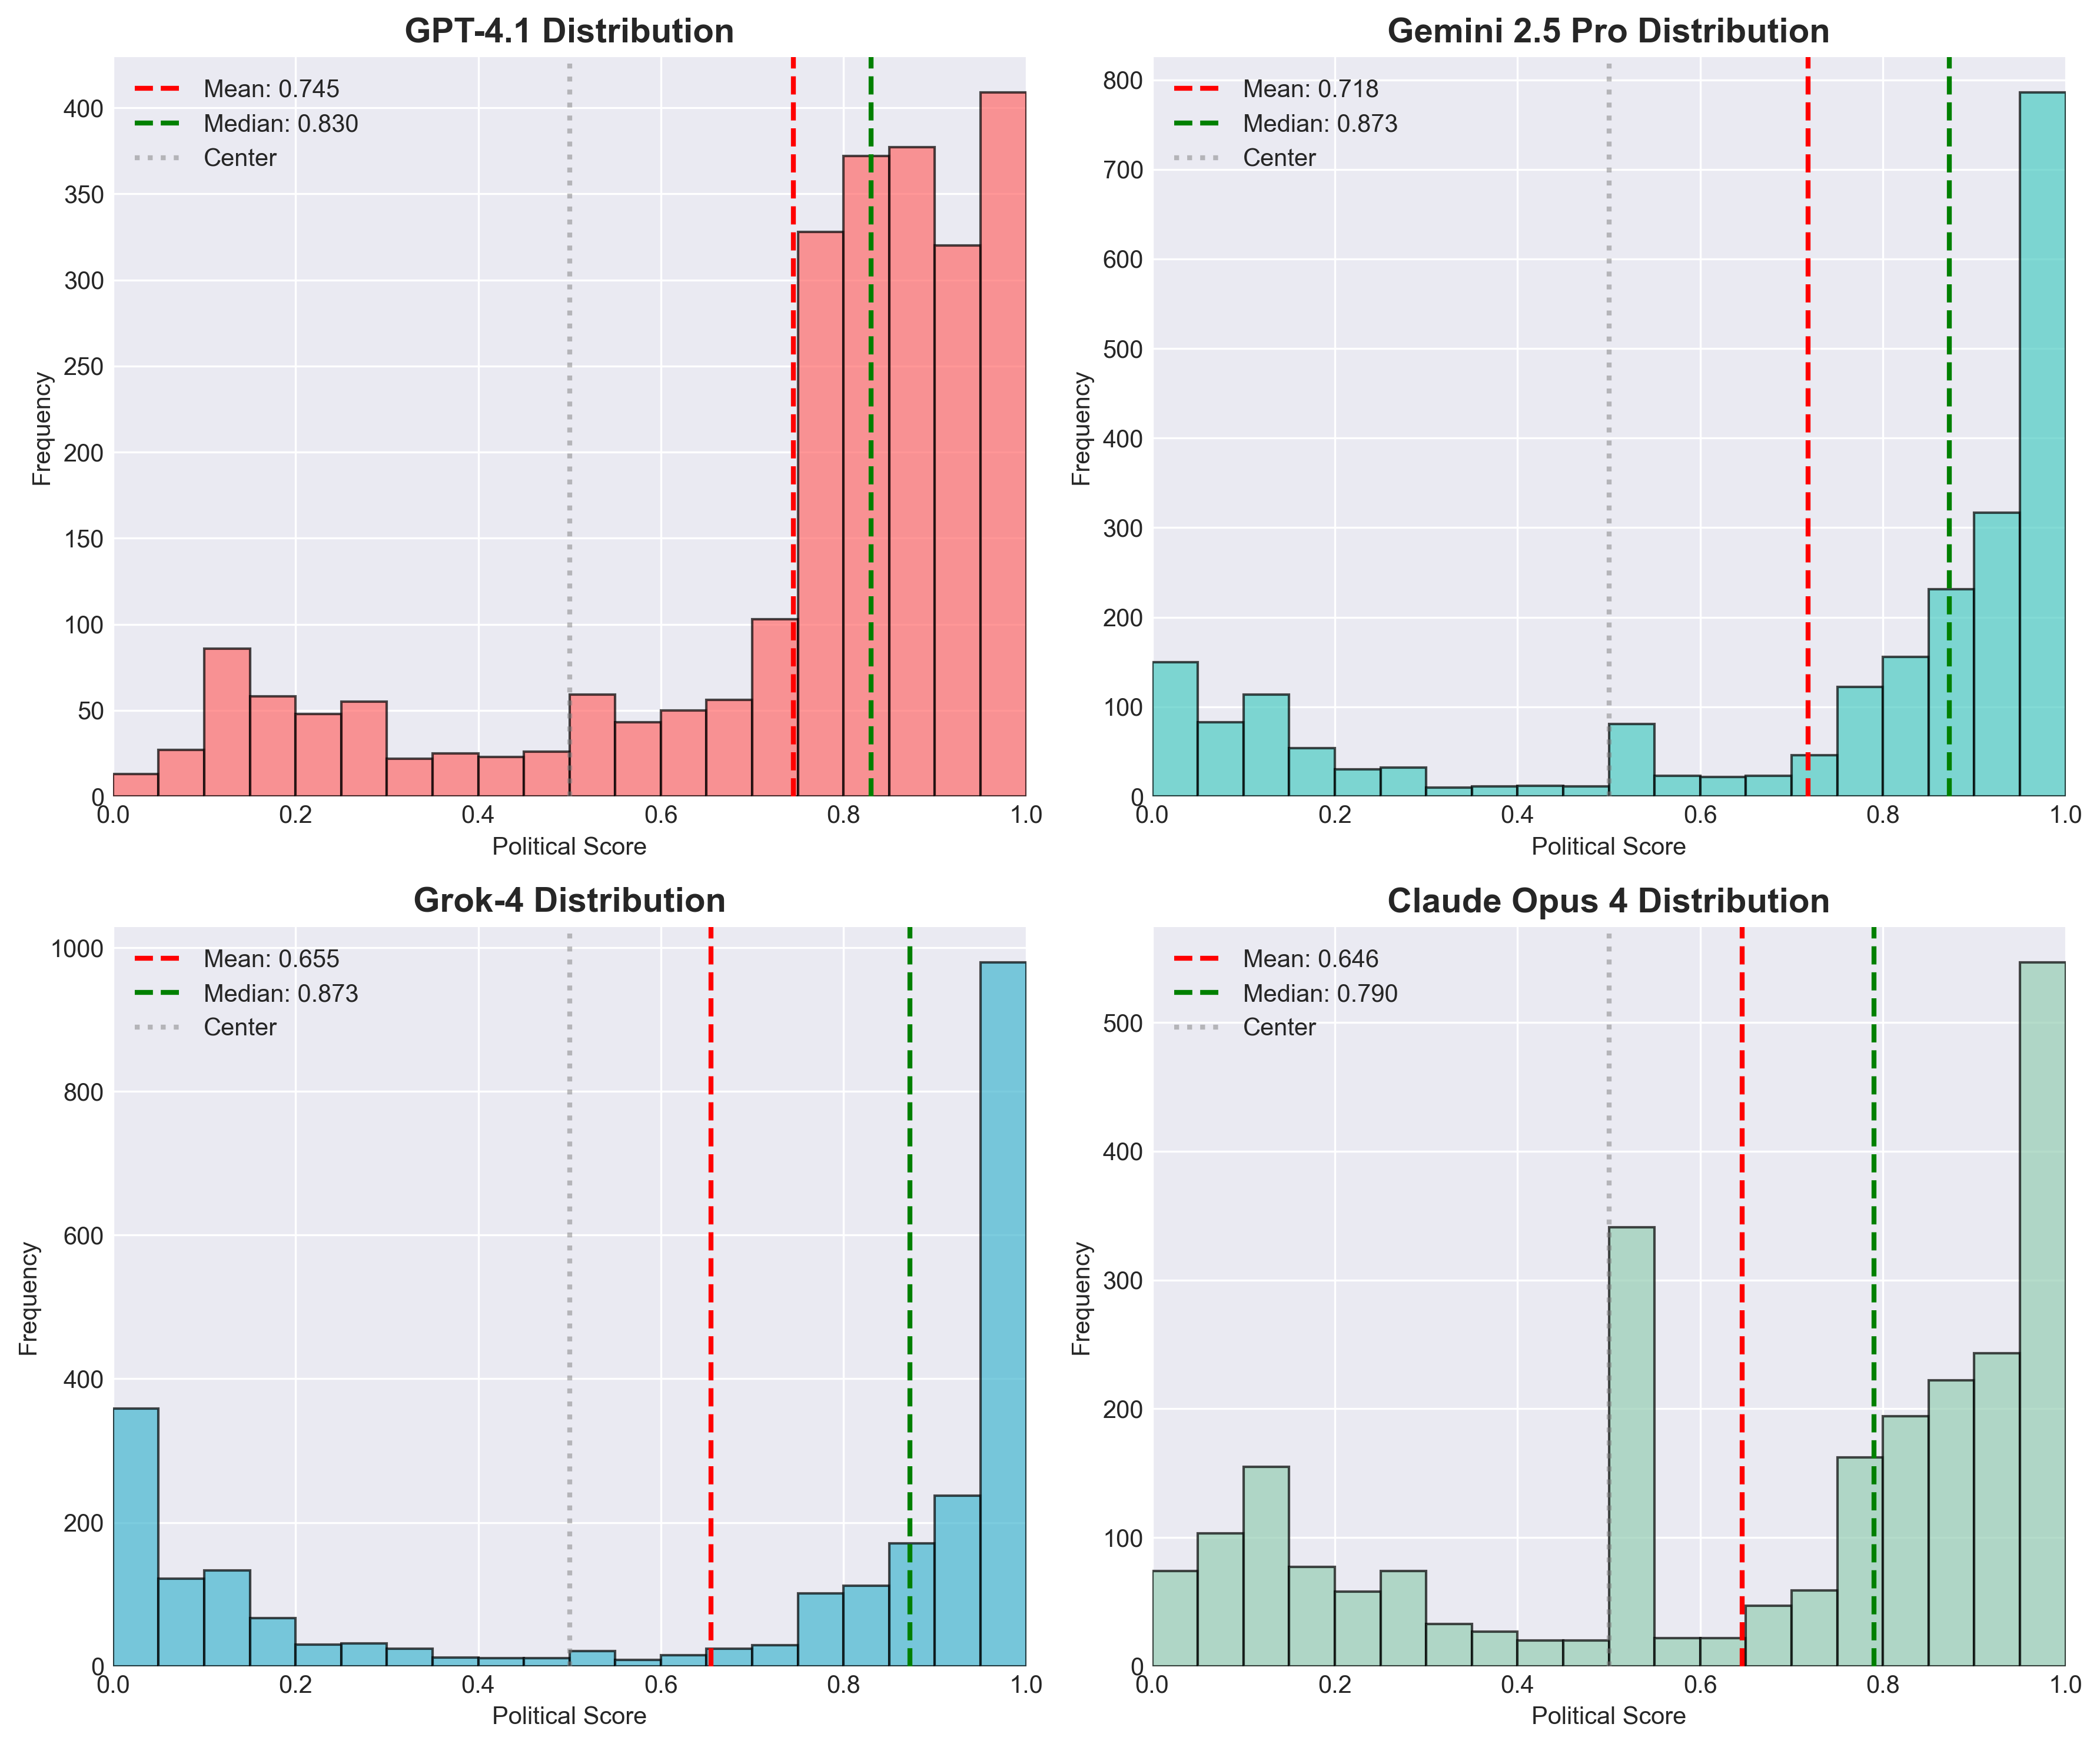 GPT-4.1 Distribution
Mean: 0.745
Median: 0.830
Center
400
350
300
250
200
150
100
50
0
Frequency
0.0 0.2 0.4 0.6 0.8 1.0
Political Score
Gemini 2.5 Pro Distribution
Mean: 0.718
Median: 0.873
Center
800
700
600
500
400
300
200
100
0
Frequency
0.0 0.2 0.4 0.6 0.8 1.0
Political Score
Grok-4 Distribution
Mean: 0.655
Median: 0.873
Center
1000
800
600
400
200
0
Frequency
0.0 0.2 0.4 0.6 0.8 1.0
Political Score
Claude Opus 4 Distribution
Mean: 0.646
Median: 0.790
Center
500
400
300
200
100
0
Frequency
0.0 0.2 0.4 0.6 0.8 1.0
Political Score